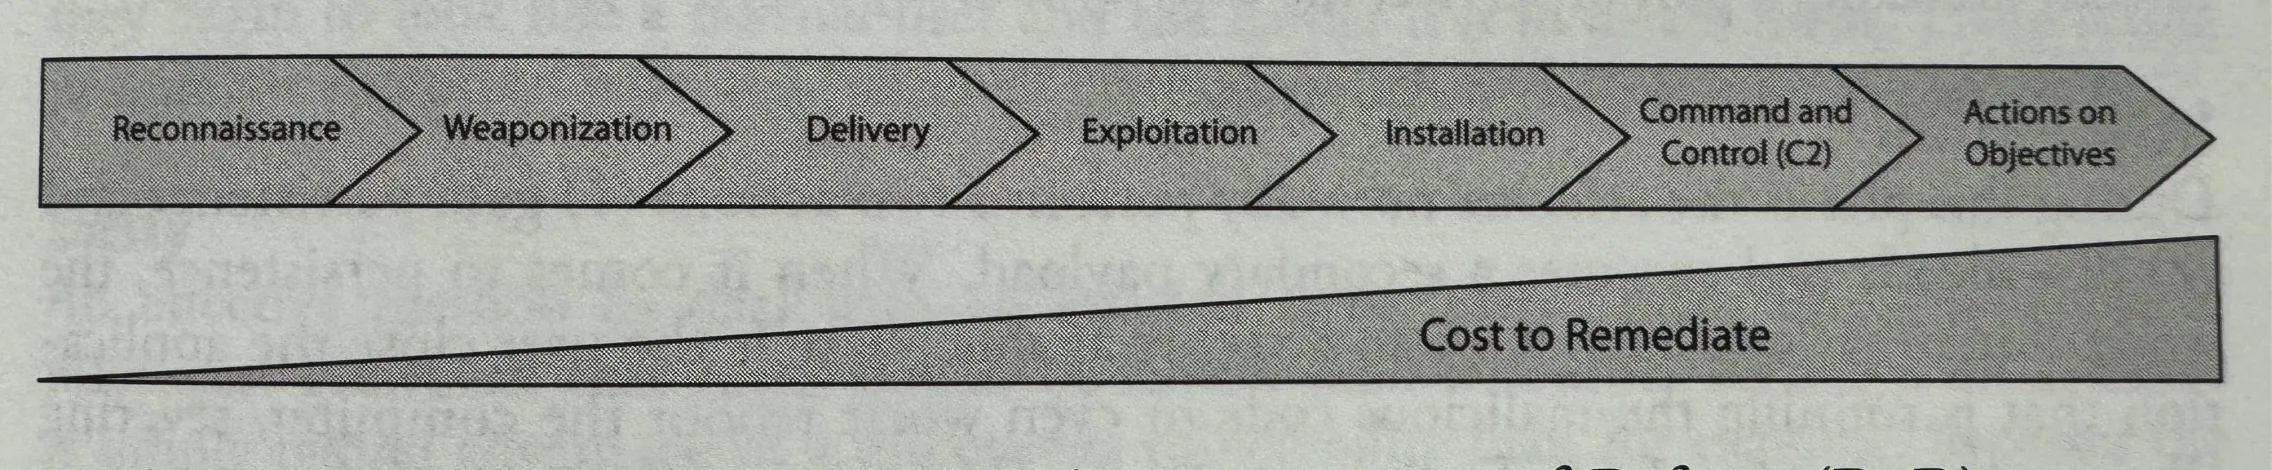 Reconnaissance
Weaponization
Delivery
Exploitation
Installation
Command and
Control (C2)
Actions on
Objectives
Cost to Remediate